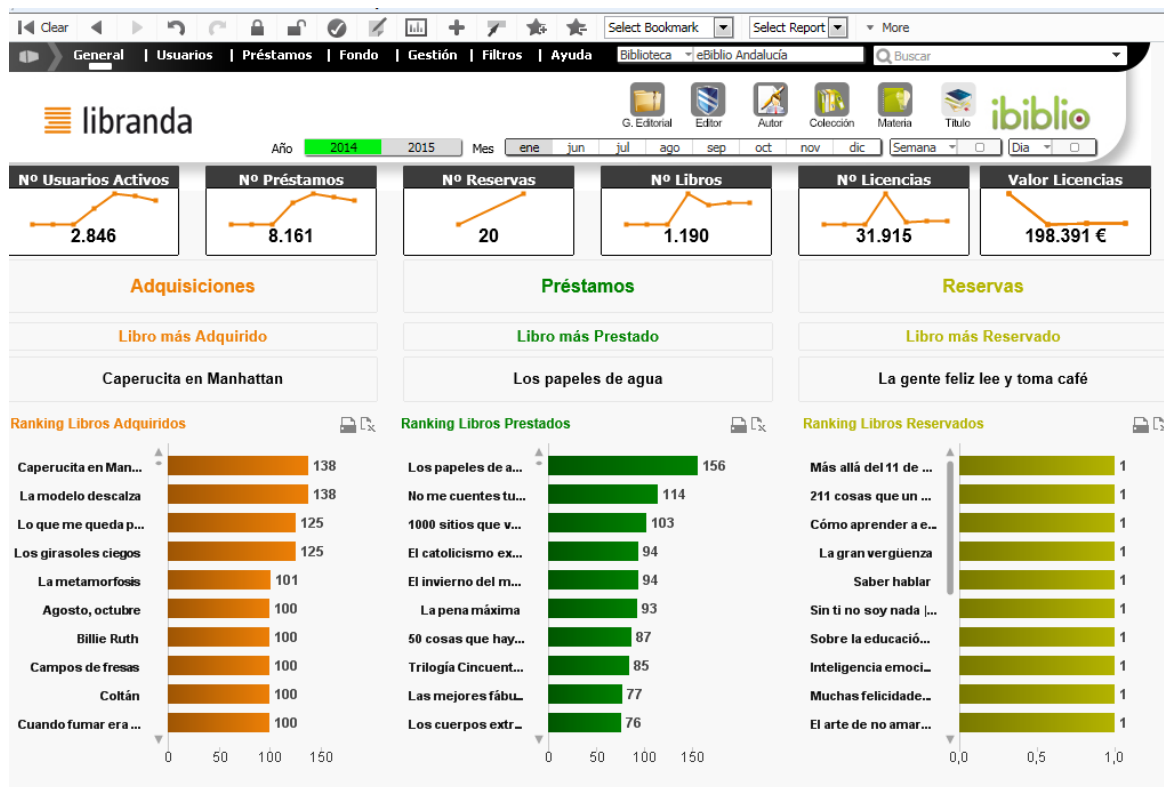 Clear Select Bookmark Select Report More
General | Usuarios | Préstamos | Fondo | Gestión | Filtros | Ayuda Biblioteca eBiblio Andalucía Buscar
libranda G. Editorial Editor Autor Colección Materia Título ibiblio
Año 2014 2015 Mes ene jun jul ago sep oct nov dic Semana Dia
Nº Usuarios Activos Nº Préstamos Nº Reservas Nº Libros Nº Licencias Valor Licencias
2.846 8.161 20 1.190 31.915 198.391 €
Adquisiciones Préstamos Reservas
Libro más Adquirido Libro más Prestado Libro más Reservado
Caperucita en Manhattan Los papeles de agua La gente feliz lee y toma café
Ranking Libros Adquiridos Ranking Libros Prestados Ranking Libros Reservados
Caperucita en Man... 138 Los papeles de a... 156 Más allá del 11 de ... 1
La modelo descalza 138 No me cuentes tu... 114 211 cosas que un ... 1
Lo que me queda p... 125 1000 sitios que v... 103 Cómo aprender a e... 1
Los girasoles ciegos 125 El catolicismo ex... 94 La gran vergüenza 1
La metamorfosis 101 El invierno del m... 94 Saber hablar 1
Agosto, octubre 100 La pena máxima 93 Sin ti no soy nada |... 1
Billie Ruth 100 50 cosas que hay... 87 Sobre la educació... 1
Campos de fresas 100 Trilogía Cincuent... 85 Inteligencia emoci... 1
Coltán 100 Las mejores fábu... 77 Muchas felicidade... 1
Cuando fumar era ... 100 Los cuerpos extr... 76 El arte de no amar... 1
0 50 100 150 0 50 100 150 0,0 0,5 1,0